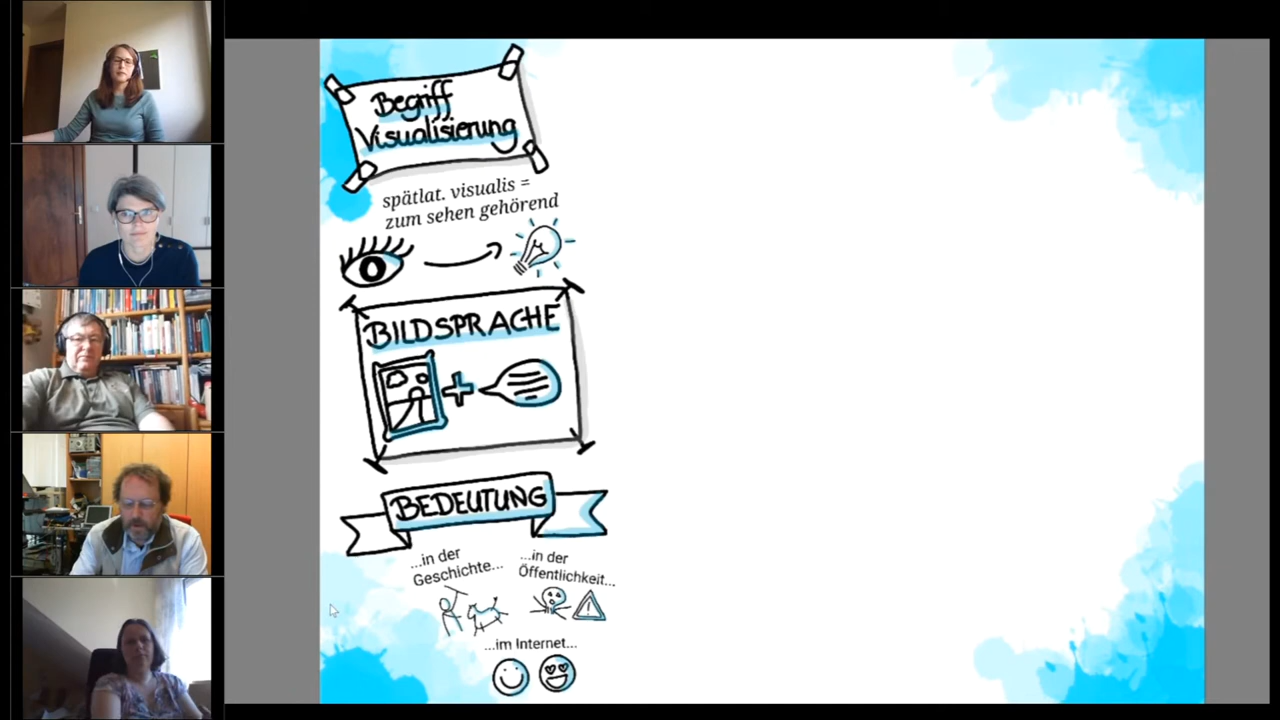 Begriff
Visualisierung
spätlat. visualis =
zum sehen gehörend
BILDSPRACHE
BEDEUTUNG
...in der
Geschichte...
...in der
Öffentlichkeit...
...im Internet...